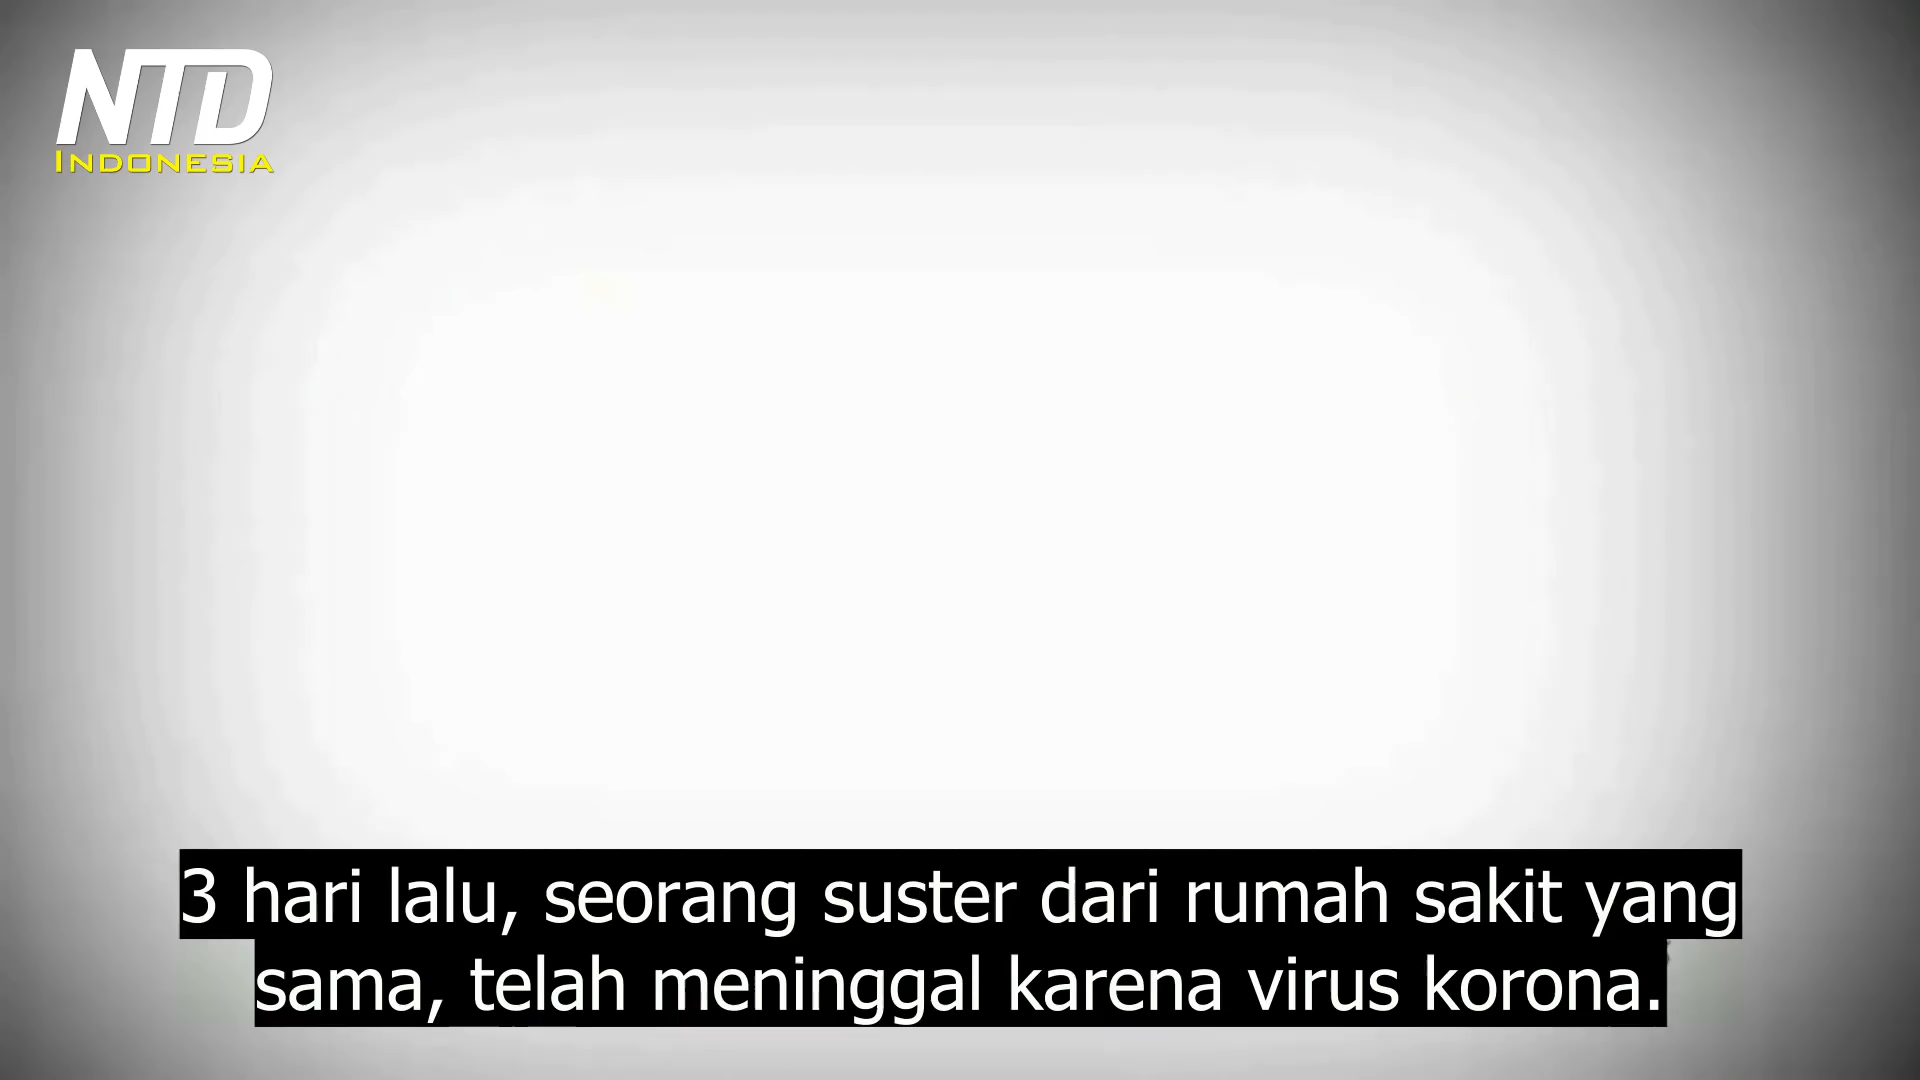 NTD
INDONESIA
3 hari lalu, seorang suster dari rumah sakit yang
sama, telah meninggal karena virus korona.